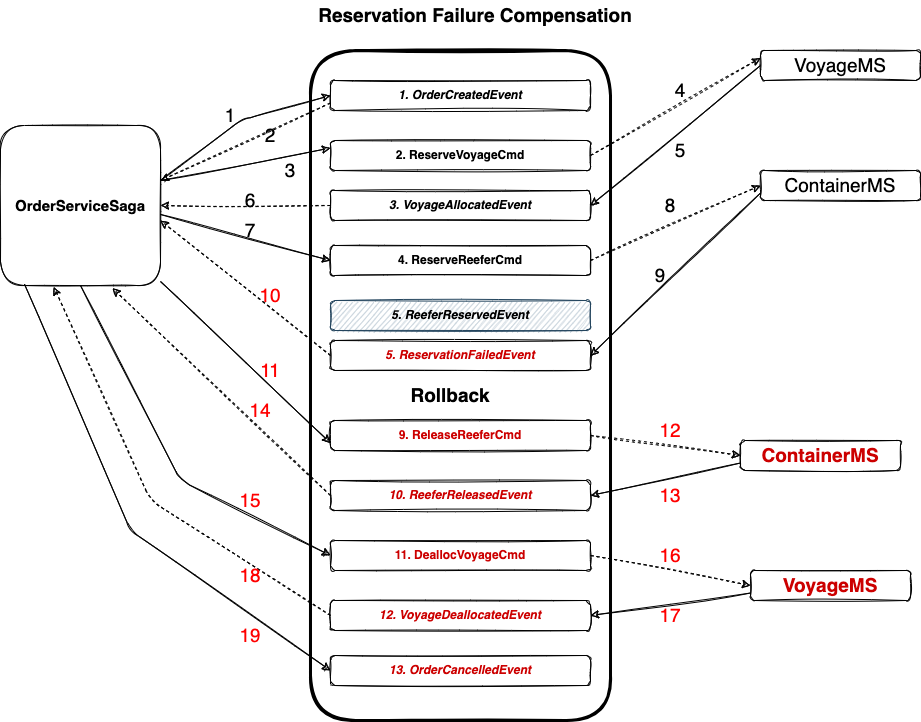 Reservation Failure Compensation
VoyageMS
1. OrderCreatedEvent
4
1
2
2. ReserveVoyageCmd
5
3
ContainerMS
OrderServiceSaga
6
3. VoyageAllocatedEvent
8
7
4. ReserveReeferCmd
9
10
5. ReeferReservedEvent
5. ReservationFailedEvent
11
Rollback
14
9. ReleaseReeferCmd
12
ContainerMS
10. ReeferReleasedEvent
13
15
11. DeallocVoyageCmd
16
18
VoyageMS
12. VoyageDeallocatedEvent
17
19
13. OrderCancelledEvent